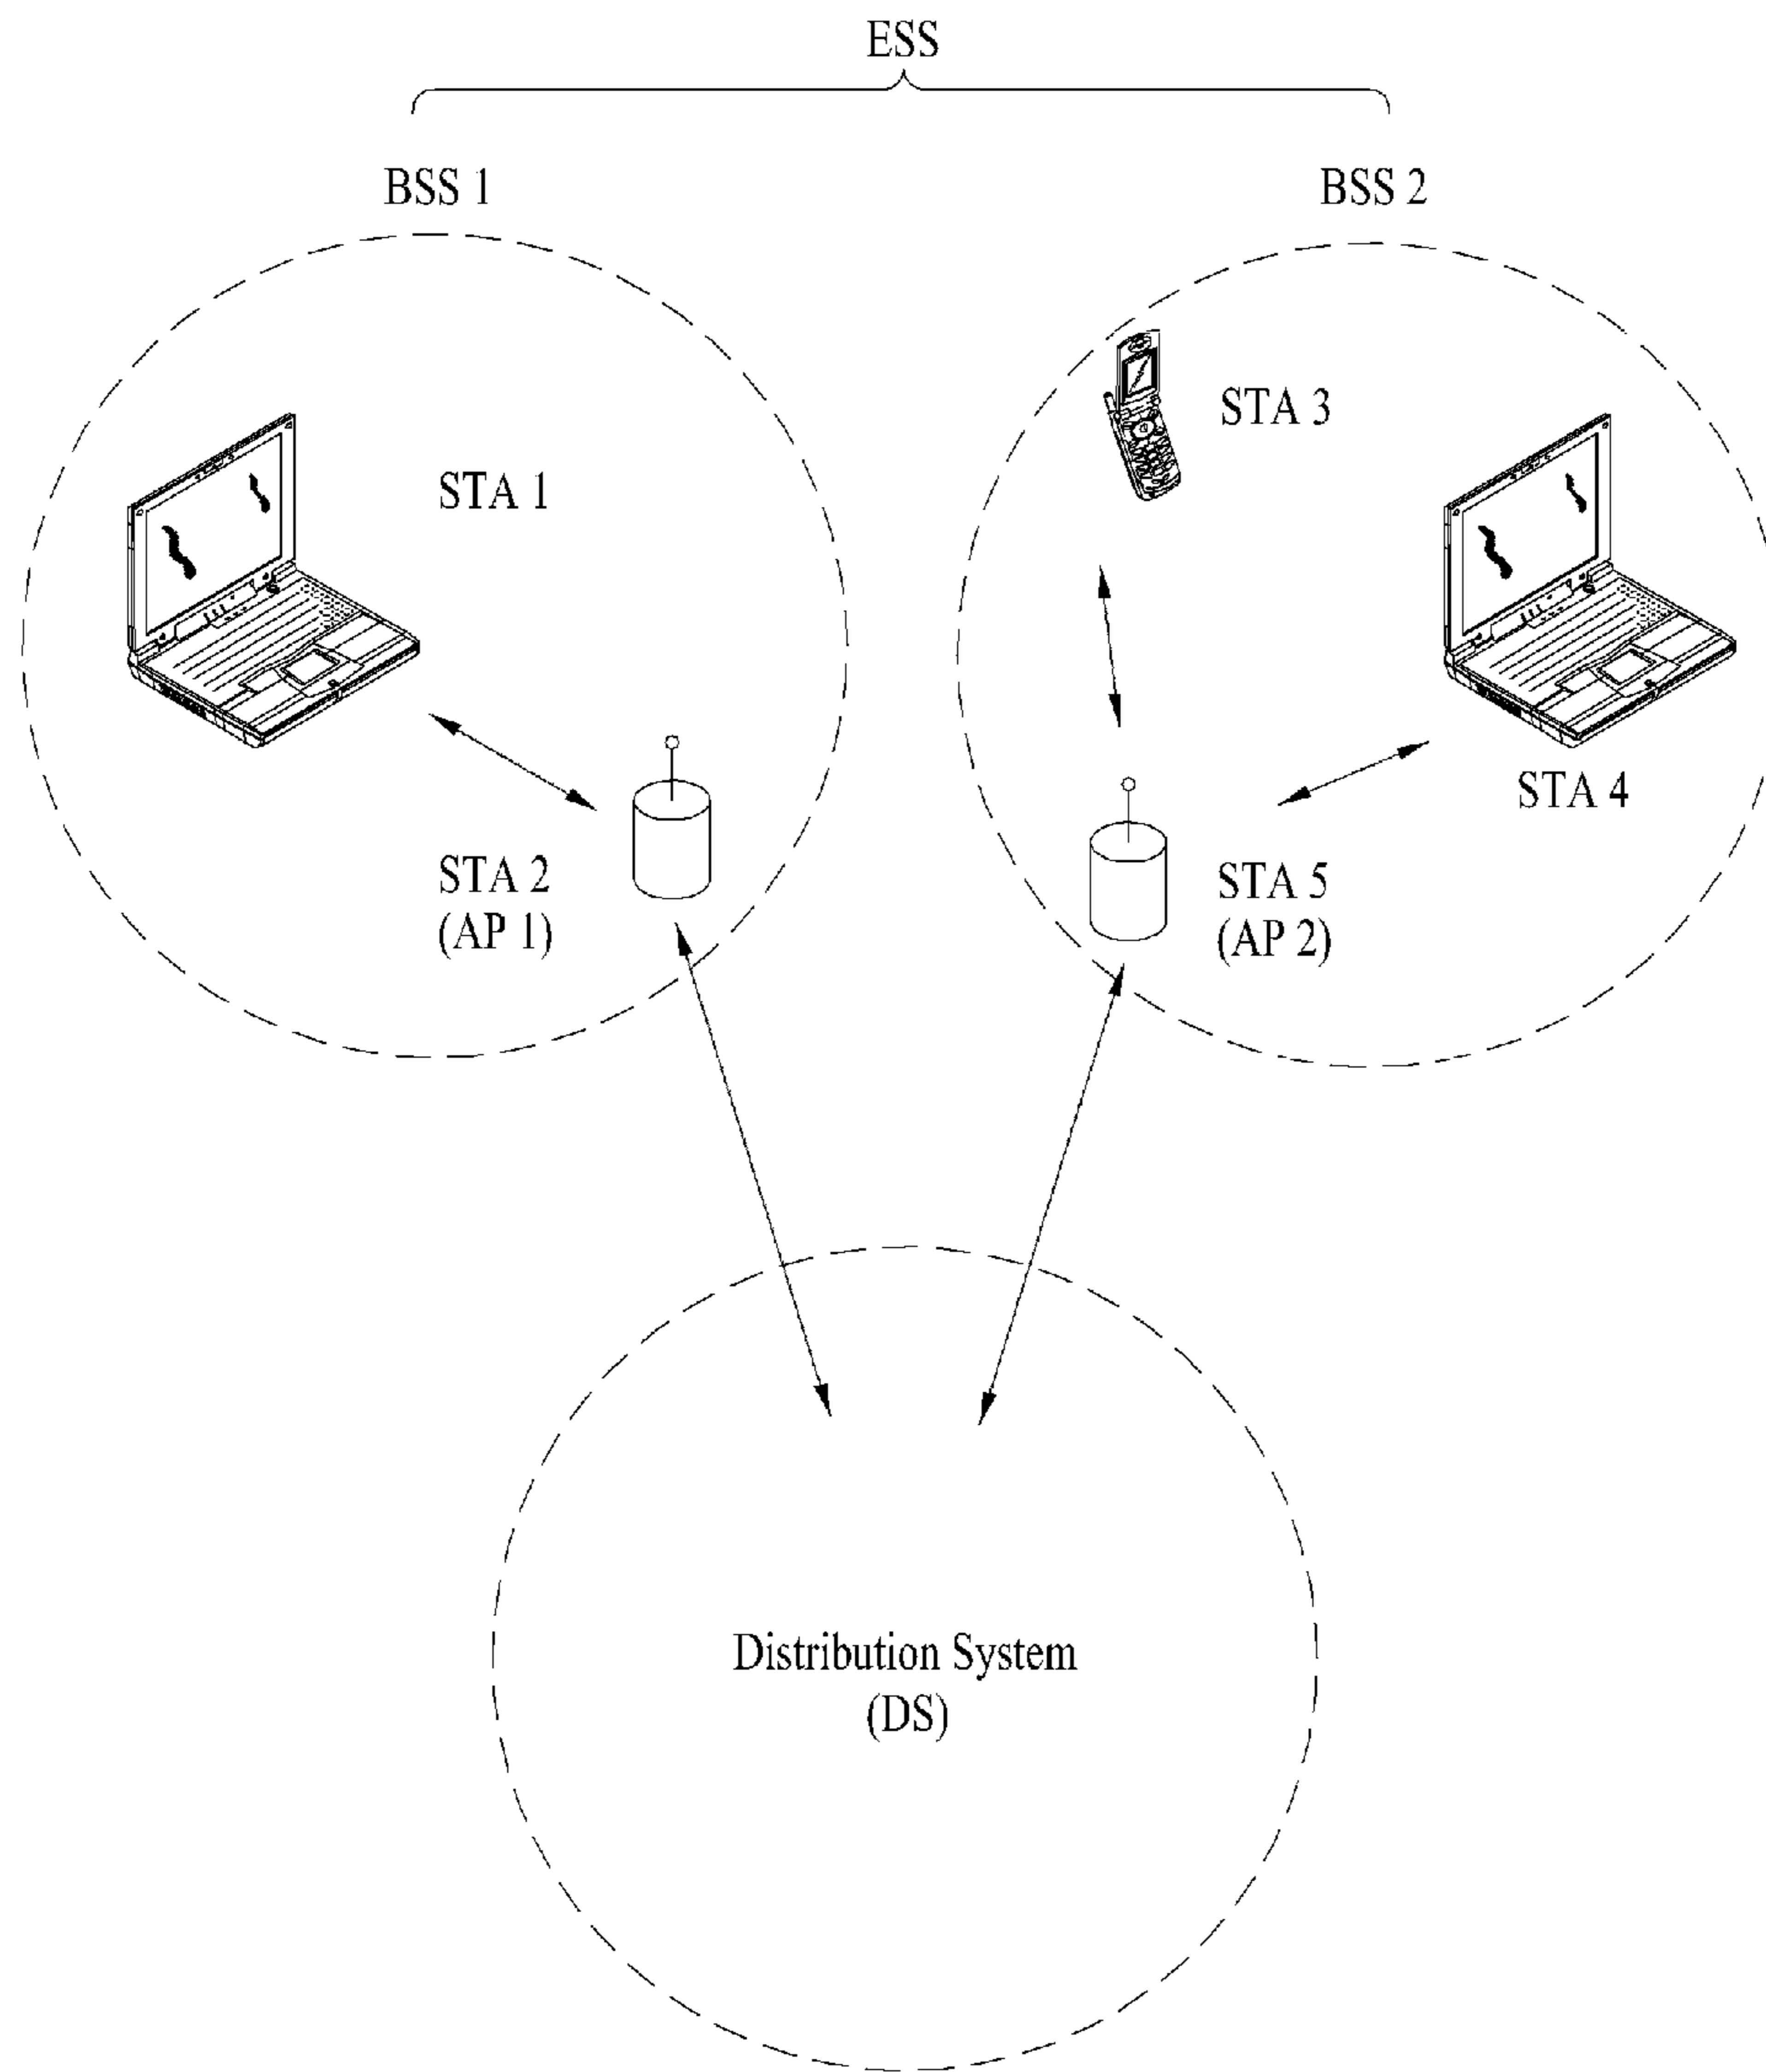 ESS
BSS 1
BSS 2
STA 3
STA 1
STA 4
STA 2
(AP 1)
STA 5
(AP 2)
Distribution System
(DS)